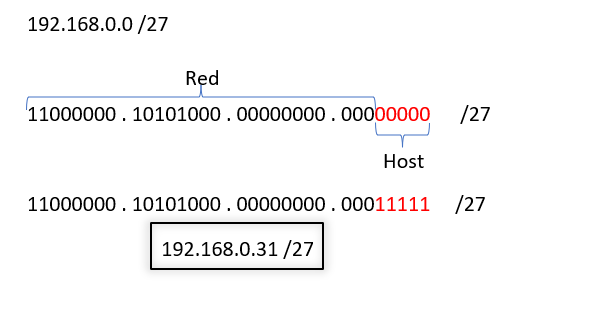 192.168.0.0 /27
Red
11000000 . 10101000 . 00000000 . 00000000 /27
Host
11000000 . 10101000 . 00000000 . 00011111 /27
192.168.0.31 /27